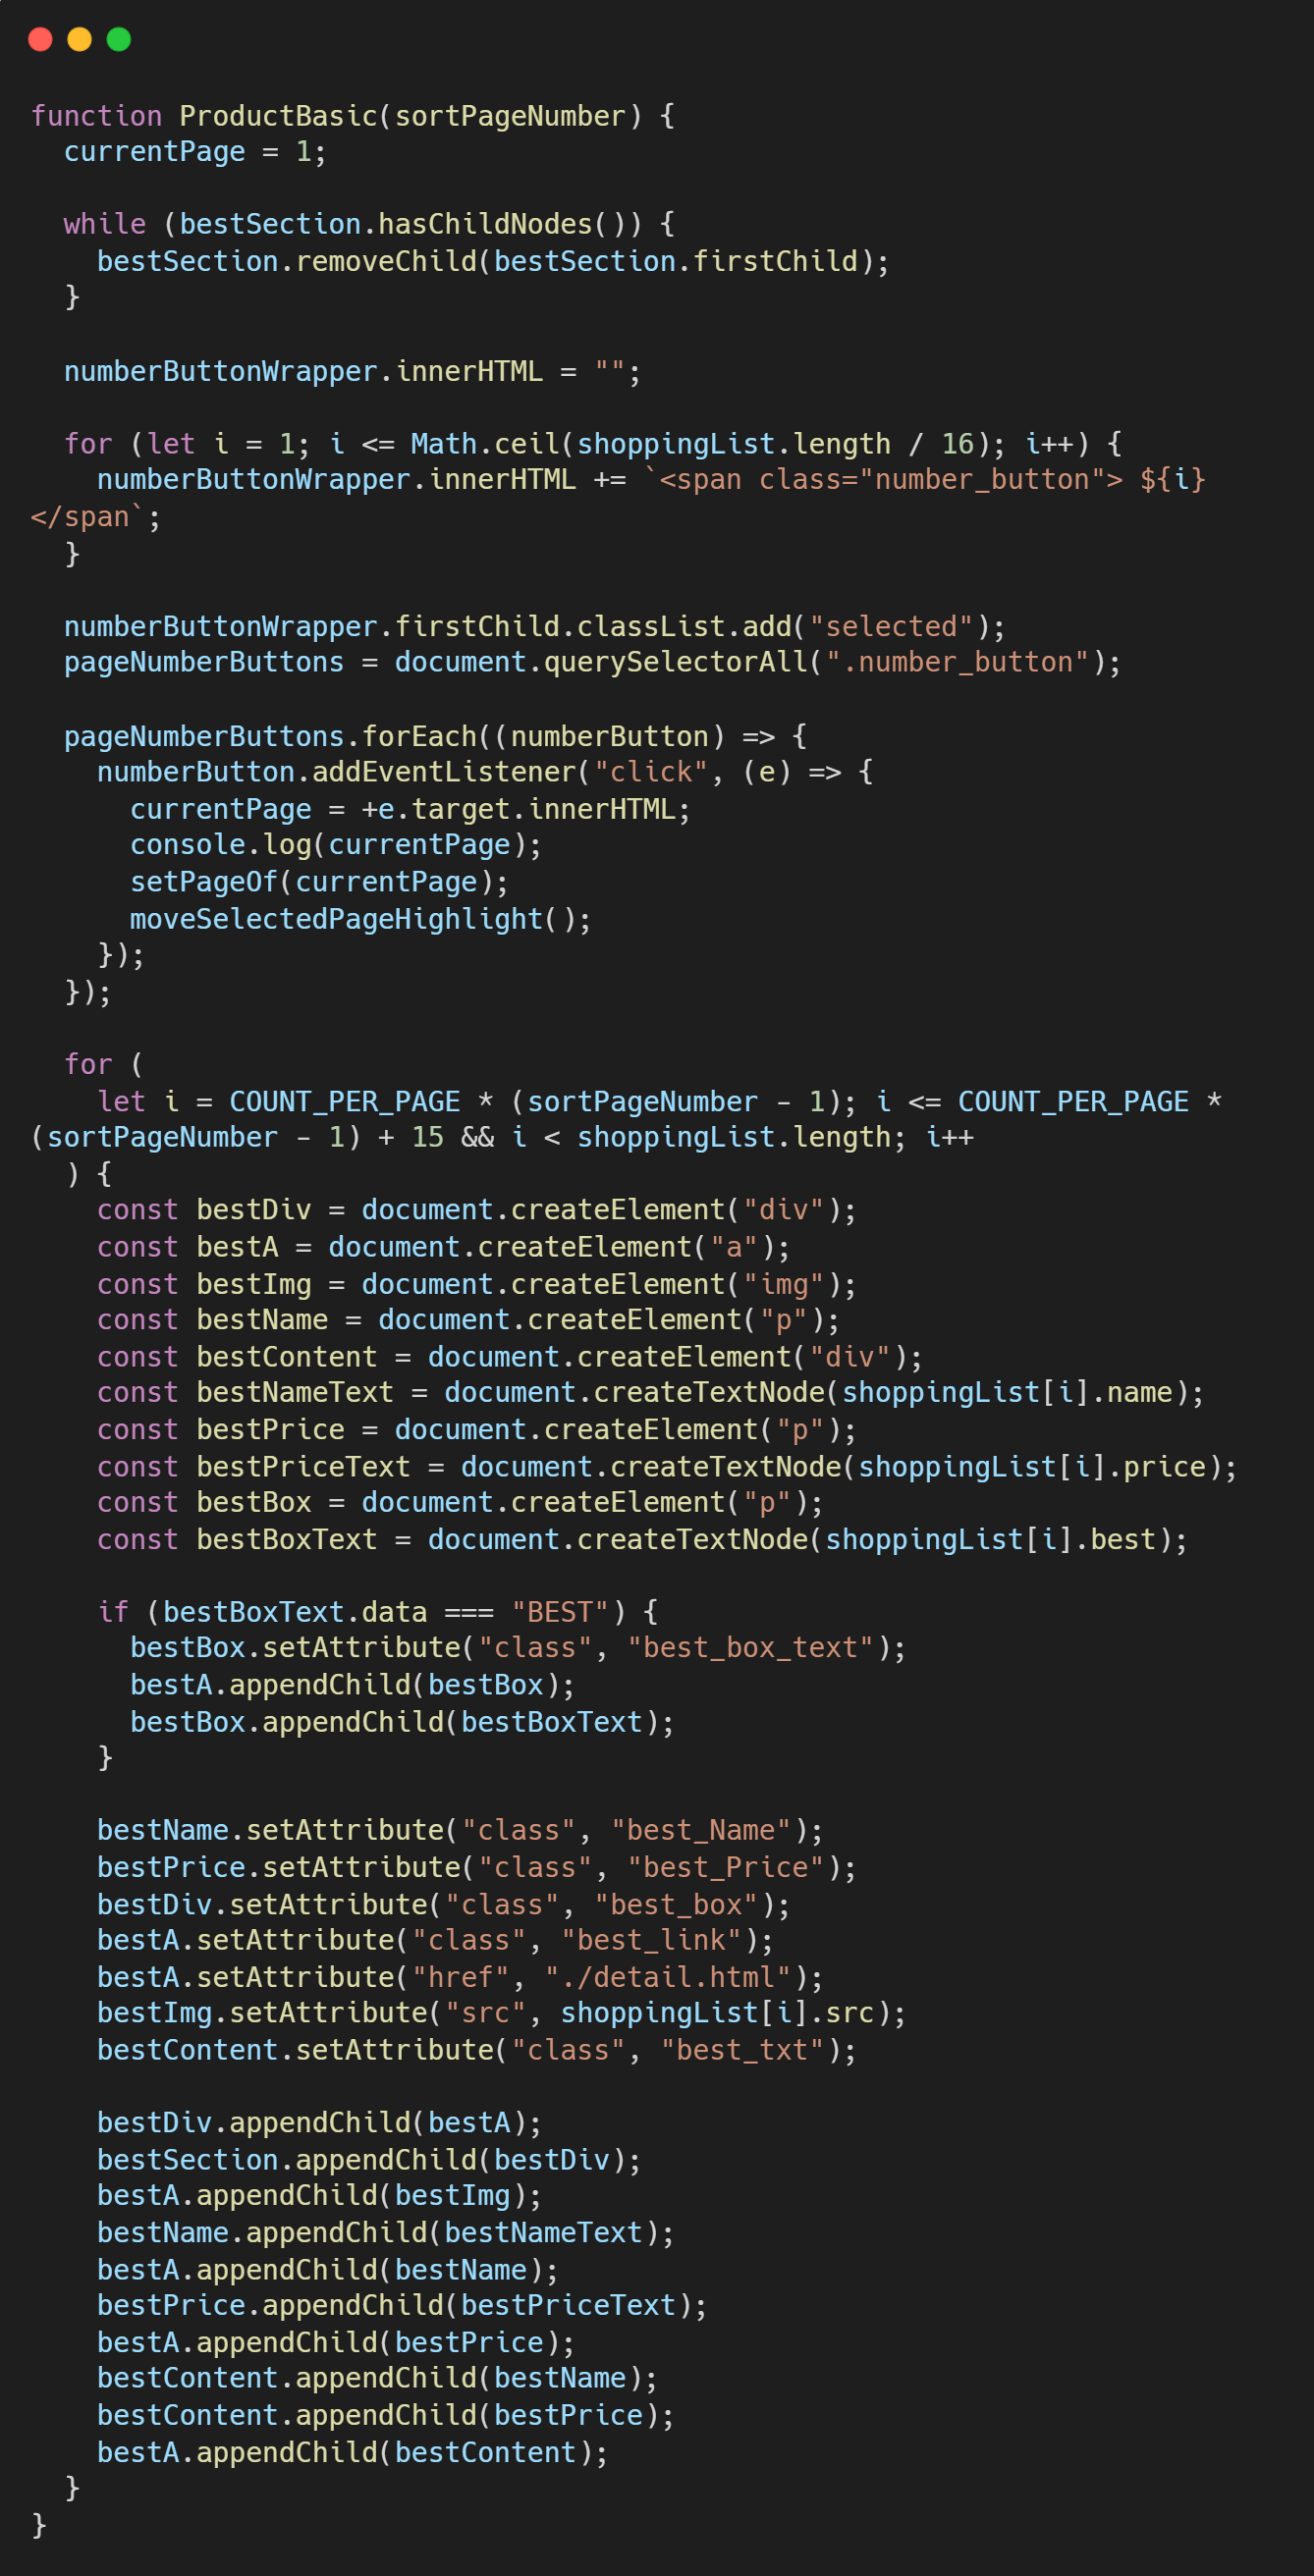 function ProductBasic(sortPageNumber) {
  currentPage = 1;

  while (bestSection.hasChildNodes()) {
    bestSection.removeChild(bestSection.firstChild);
  }

  numberButtonWrapper.innerHTML = "";

  for (let i = 1; i <= Math.ceil(shoppingList.length / 16); i++) {
    numberButtonWrapper.innerHTML += `<span class="number_button"> ${i}
</span`;
  }

  numberButtonWrapper.firstChild.classList.add("selected");
  pageNumberButtons = document.querySelectorAll(".number_button");

  pageNumberButtons.forEach((numberButton) => {
    numberButton.addEventListener("click", (e) => {
      currentPage = +e.target.innerHTML;
      console.log(currentPage);
      setPageOf(currentPage);
      moveSelectedPageHighlight();
    });
  });

  for (
    let i = COUNT_PER_PAGE * (sortPageNumber - 1); i <= COUNT_PER_PAGE *
(sortPageNumber - 1) + 15 && i < shoppingList.length; i++
  ) {
    const bestDiv = document.createElement("div");
    const bestA = document.createElement("a");
    const bestImg = document.createElement("img");
    const bestName = document.createElement("p");
    const bestContent = document.createElement("div");
    const bestNameText = document.createTextNode(shoppingList[i].name);
    const bestPrice = document.createElement("p");
    const bestPriceText = document.createTextNode(shoppingList[i].price);
    const bestBox = document.createElement("p");
    const bestBoxText = document.createTextNode(shoppingList[i].best);

    if (bestBoxText.data === "BEST") {
      bestBox.setAttribute("class", "best_box_text");
      bestA.appendChild(bestBox);
      bestBox.appendChild(bestBoxText);
    }

    bestName.setAttribute("class", "best_Name");
    bestPrice.setAttribute("class", "best_Price");
    bestDiv.setAttribute("class", "best_box");
    bestA.setAttribute("class", "best_link");
    bestA.setAttribute("href", "./detail.html");
    bestImg.setAttribute("src", shoppingList[i].src);
    bestContent.setAttribute("class", "best_txt");

    bestDiv.appendChild(bestA);
    bestSection.appendChild(bestDiv);
    bestA.appendChild(bestImg);
    bestName.appendChild(bestNameText);
    bestA.appendChild(bestName);
    bestPrice.appendChild(bestPriceText);
    bestA.appendChild(bestPrice);
    bestContent.appendChild(bestName);
    bestContent.appendChild(bestPrice);
    bestA.appendChild(bestContent);
  }
}